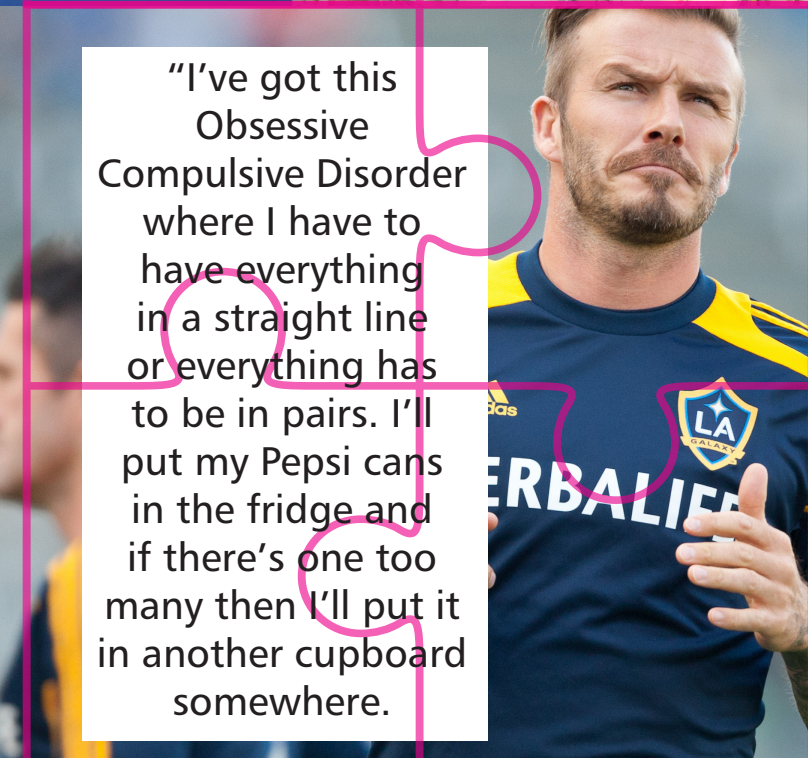 “I’ve got this
Obsessive
Compulsive Disorder
where I have to
have everything
in a straight line
or everything has
to be in pairs. I’ll
put my Pepsi cans
in the fridge and
if there’s one too
many then I’ll put it
in another cupboard
somewhere.
LA
GALAXY